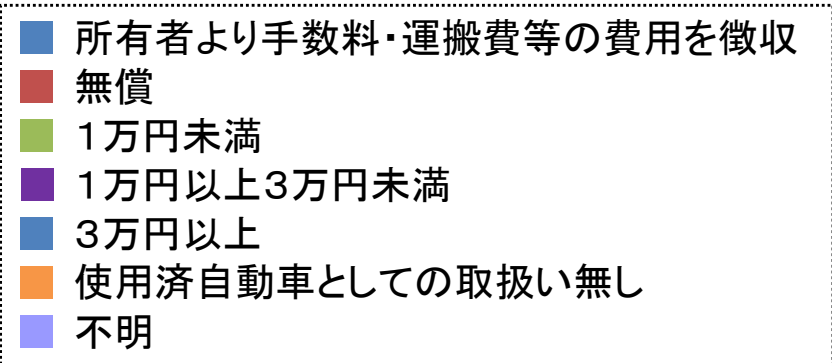 所有者より手数料・運搬費等の費用を徴収
無償
１万円未満
１万円以上３万円未満
３万円以上
使用済自動車としての取扱い無し
不明